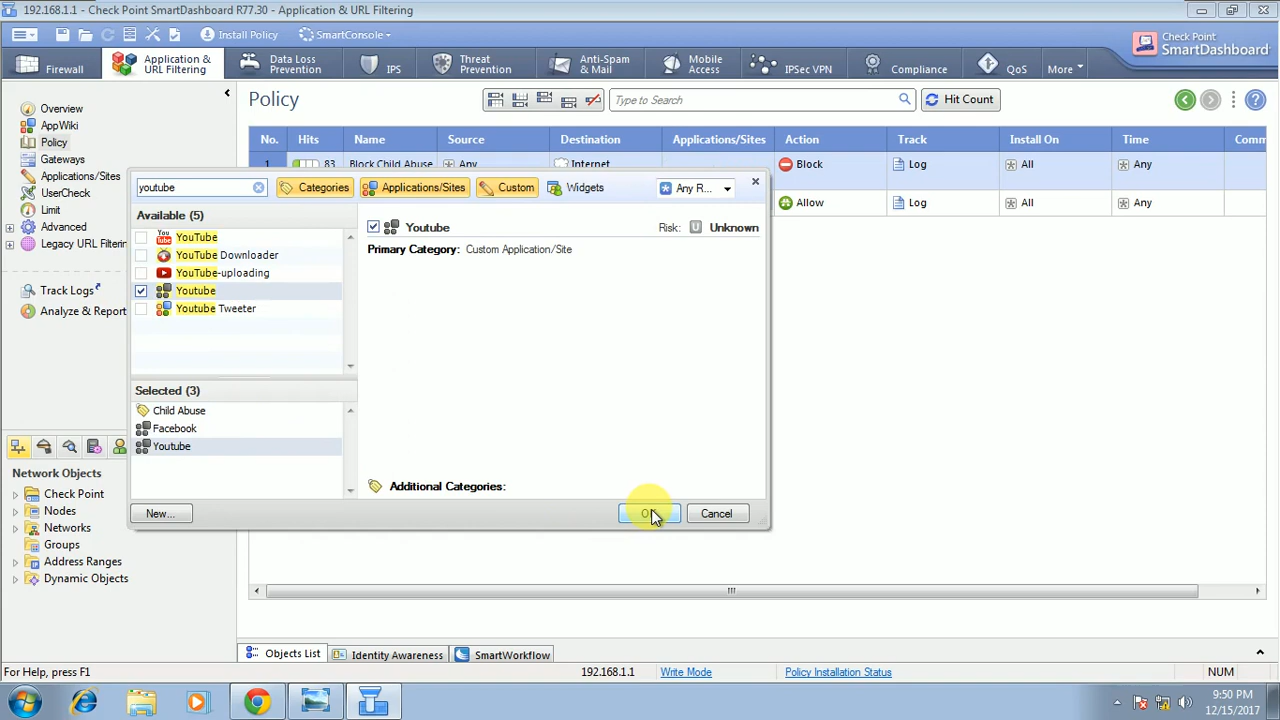 192.168.1.1 - Check Point SmartDashboard R77.30 - Application & URL Filtering
Install Policy
SmartConsole
Check Point
SmartDashboard
Firewall
Application &
URL Filtering
Data Loss
Prevention
IPS
Threat
Prevention
Anti-Spam
& Mail
Mobile
Access
IPSec VPN
Compliance
QoS
More
Overview
AppWiki
Policy
Gateways
Applications/Sites
UserCheck
Limit
Advanced
Legacy URL Filterin
Track Logs
Analyze & Report
Policy
Type to Search
Hit Count
No. Hits Name Source Destination Applications/Sites Action Track Install On Time Comm
1 83 Block Child Abuse Any Internet Block Log All Any
Allow Log All Any
youtube
Categories
Applications/Sites
Custom
Widgets
Any R...
Available (5)
YouTube
YouTube Downloader
YouTube-uploading
Youtube
Youtube Tweeter
Selected (3)
Child Abuse
Facebook
Youtube
Youtube
Risk: U Unknown
Primary Category: Custom Application/Site
Additional Categories:
New...
Cancel
Network Objects
Check Point
Nodes
Networks
Groups
Address Ranges
Dynamic Objects
Objects List
Identity Awareness
SmartWorkflow
For Help, press F1
192.168.1.1
Write Mode
Policy Installation Status
NUM
9:50 PM
12/15/2017